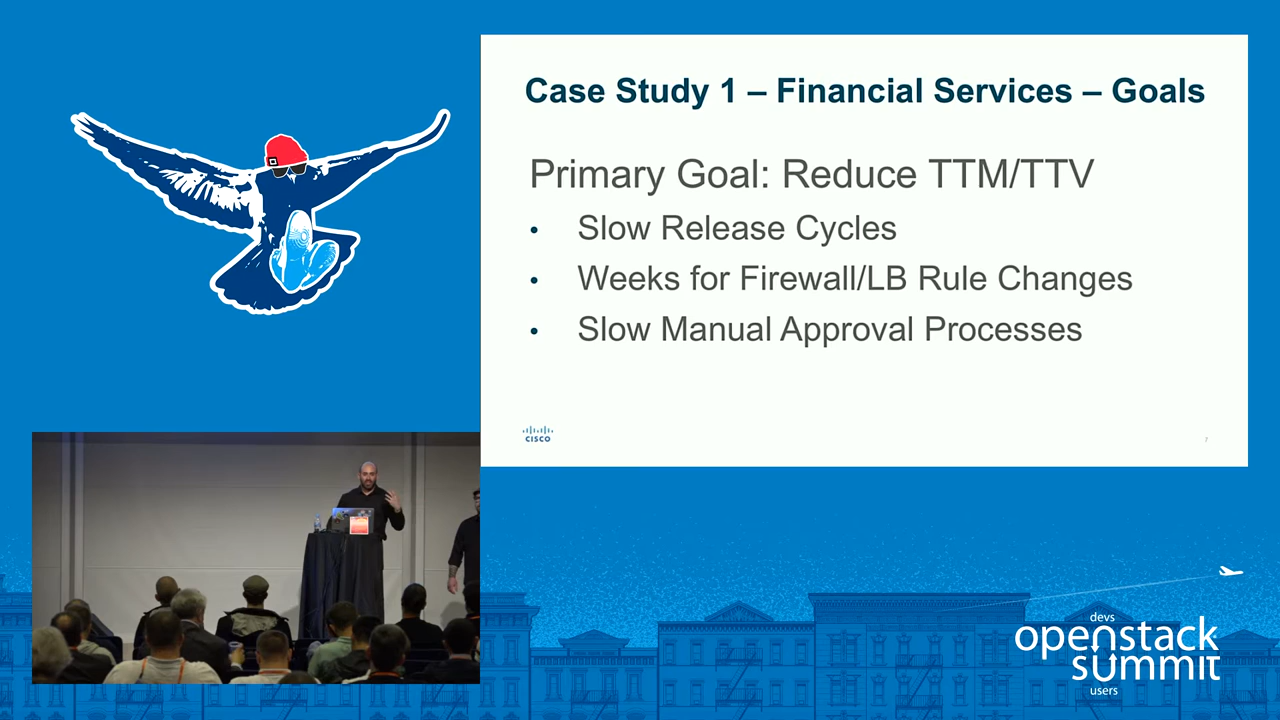 Case Study 1 – Financial Services – Goals
Primary Goal: Reduce TTM/TTV
• Slow Release Cycles
• Weeks for Firewall/LB Rule Changes
• Slow Manual Approval Processes
CISCO
7
devs
openstack
summit
users